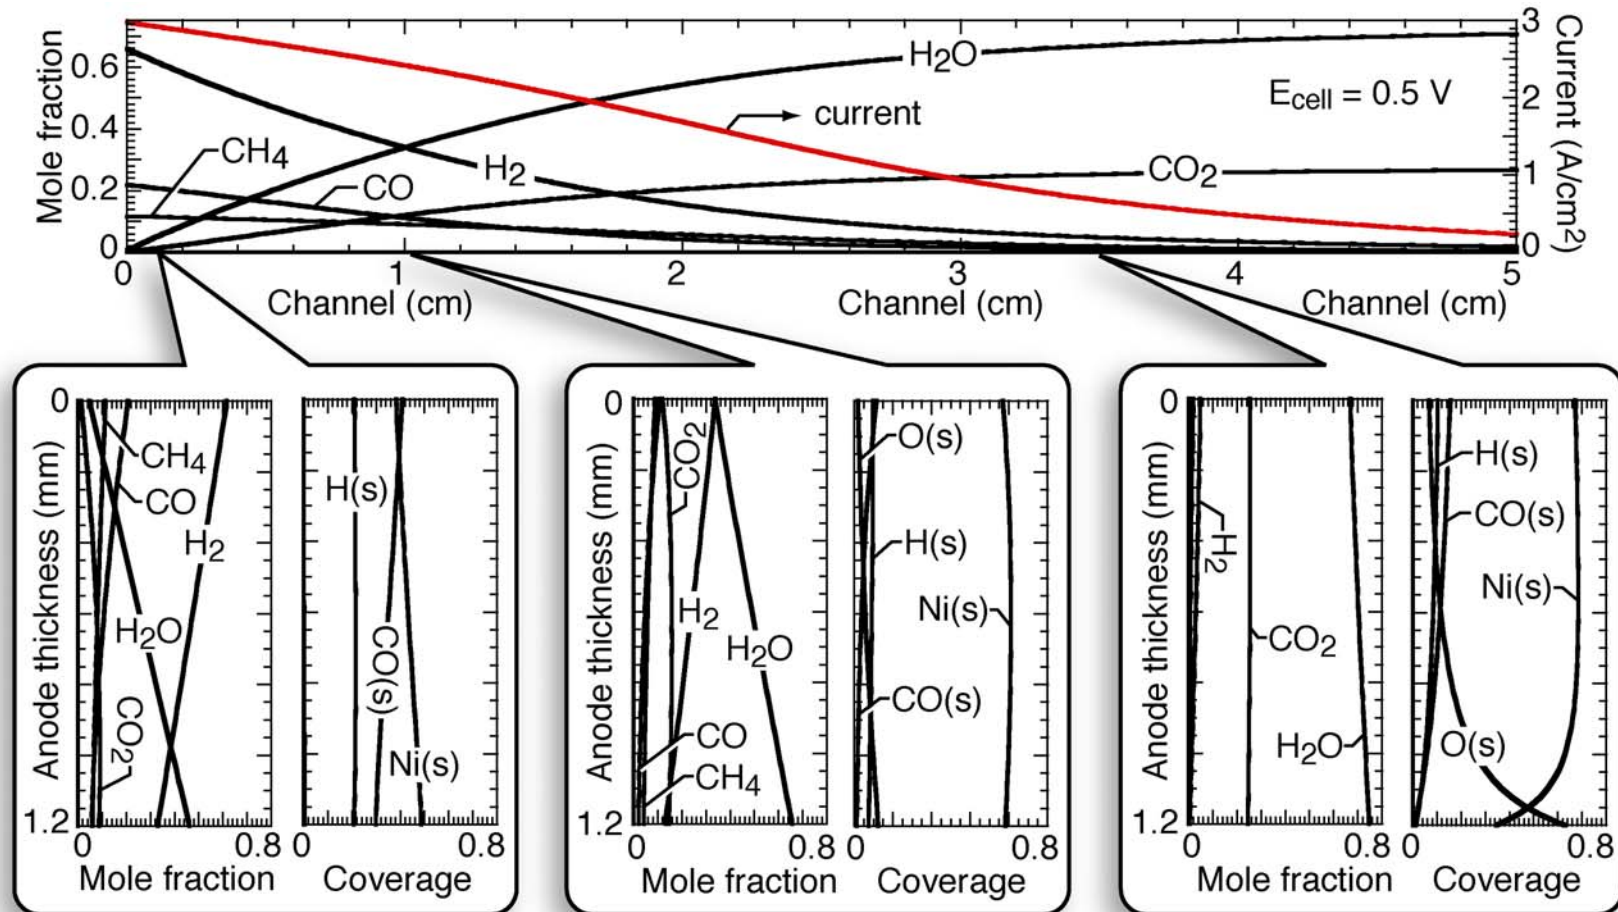 Mole fraction
0.6
0.4
0.2
0
CH4
CO
H2
H2O
current
CO2
Ecell = 0.5 V
3
2
1
0
Current (A/cm2)
0 1 2 3 4 5
Channel (cm) Channel (cm) Channel (cm)
0
Anode thickness (mm)
1.2
CH4
CO
H2
H2O
CO2
0 0.8
Mole fraction
H(s)
CO(s)
Ni(s)
0 0.8
Coverage
0
Anode thickness (mm)
1.2
CO2
H2
H2O
CO
CH4
0 0.8
Mole fraction
O(s)
H(s)
Ni(s)
CO(s)
0 0.8
Coverage
0
Anode thickness (mm)
1.2
H2
CO2
H2O
0 0.8
Mole fraction
H(s)
CO(s)
Ni(s)
O(s)
0 0.8
Coverage